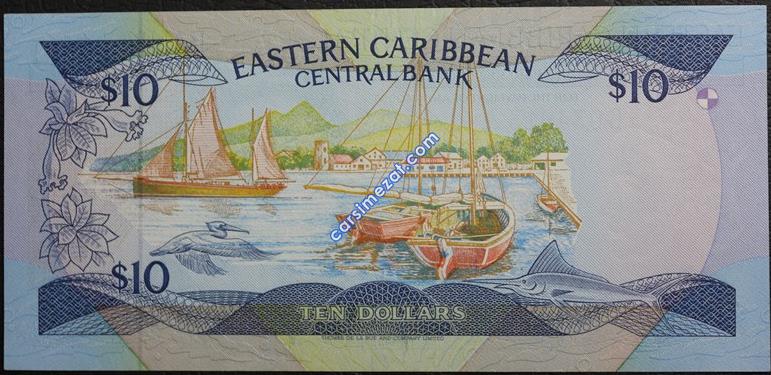 EASTERN CARIBBEAN
CENTRAL BANK
$10
$10
carsimezat.com
$10
TEN DOLLARS
THOMAS DE LA RUE AND COMPANY LIMITED